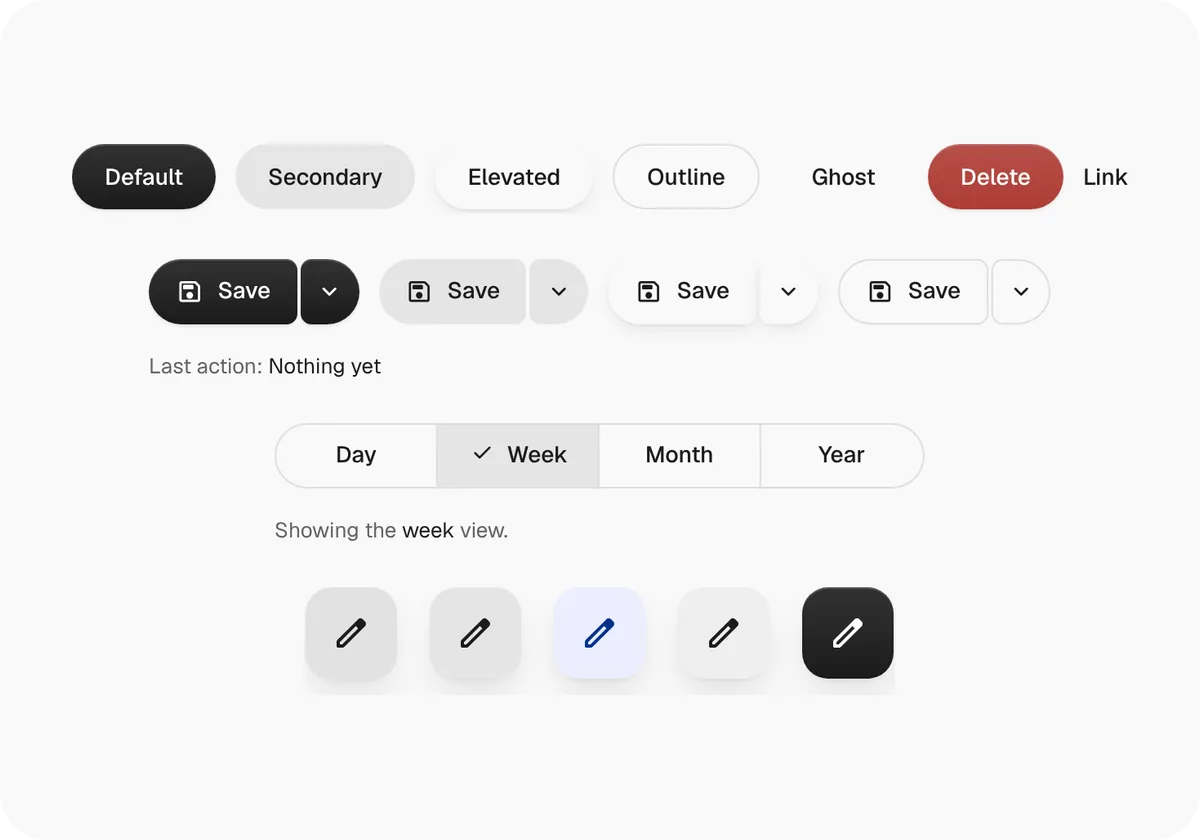 Default Secondary Elevated Outline Ghost Delete Link
Save Save Save Save
Last action: Nothing yet
Day Week Month Year
Showing the week view.